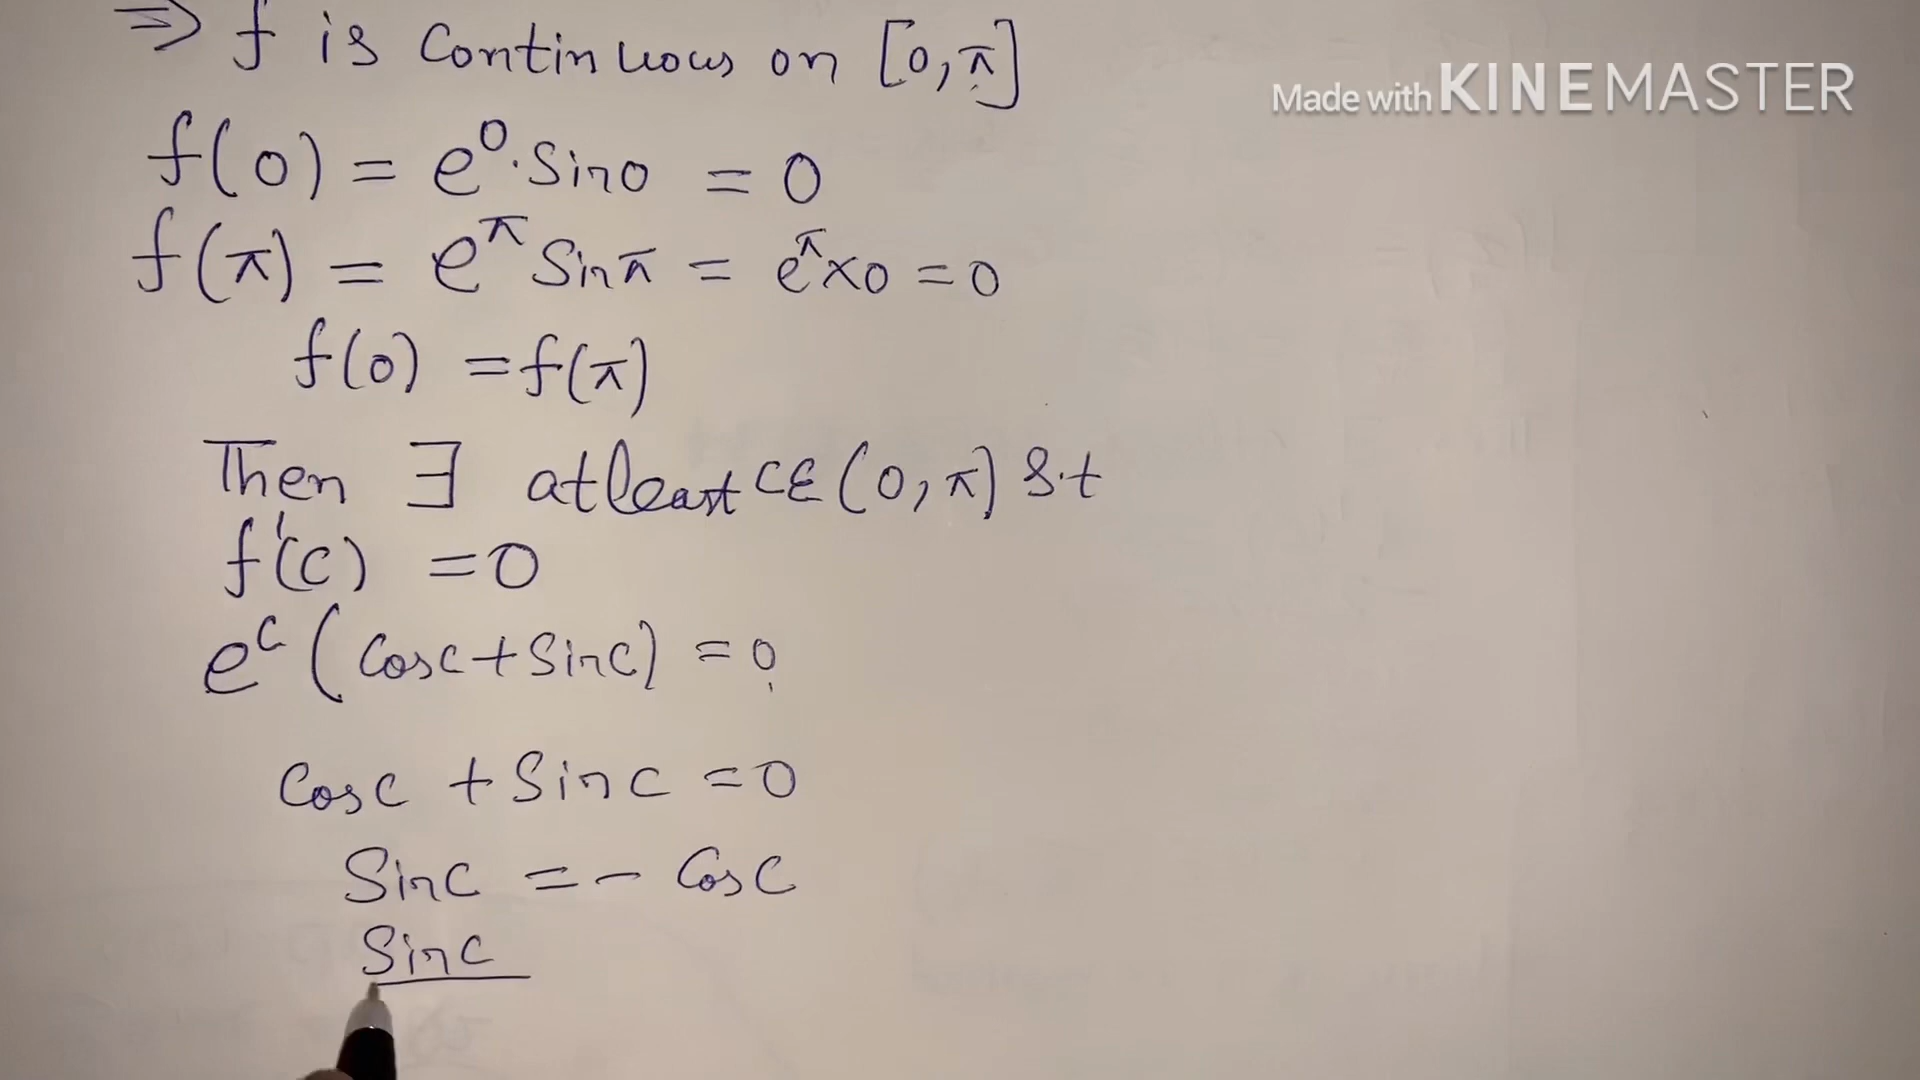 ⇒ f is continuous on [0,π]
Made with KINEMASTER
f(0) = e⁰·Sin0 = 0
f(π) = e^π Sinπ = e^π×0 = 0
f(0) = f(π)
Then ∃ atleast c∈(0,π) s.t
f'(c) = 0
e^c (Cosc+Sinc) = 0
Cosc + Sinc = 0
Sinc = - Cosc
Sinc